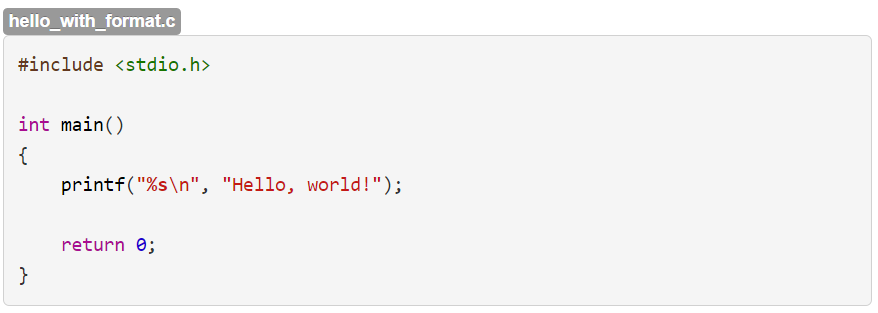 hello_with_format.c
#include <stdio.h>

int main()
{
    printf("%s\n", "Hello, world!");

    return 0;
}